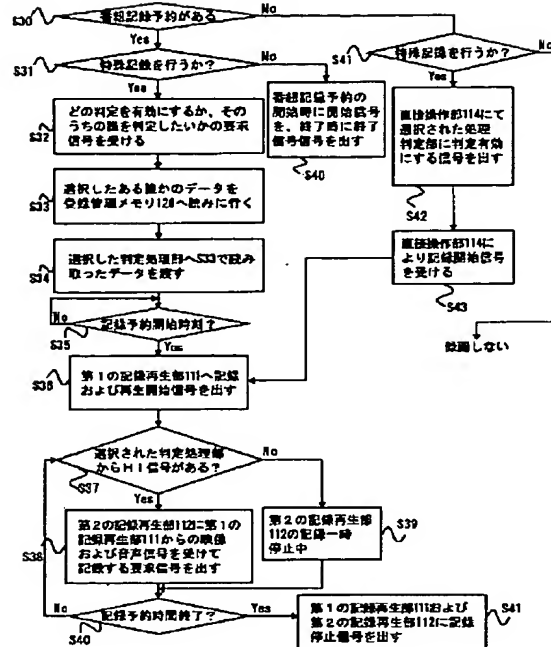 S30
番組記録予約がある
No
Yes
S31
特殊記録を行うか?
No
Yes
S41
特殊記録を行うか?
No
Yes
S32
どの判定を有効にするか、その
うちの誰を判定したいかの要求
信号を受ける
番組記録予約の
開始時に開始信号
を、終了時に終了
信号信号を出す
S40
直接操作部114にて
選択された処理
判定部に判定有効
にする信号を出す
S42
S33
選択したある誰かのデータを
登録管理メモリ120へ読みに行く
S34
選択した判定処理部へS33で読み
取ったデータを渡す
直接操作部114に
より記録開始信号
を受ける
S43
No
S35
記録予約開始時刻?
Yes
録画しない
S36
第1の記録再生部111へ記録
および再生開始信号を出す
選択された判定処理部
からHI信号がある?
No
S37
Yes
S38
第2の記録再生部112に第1の
記録再生部111からの映像
および音声信号を受けて
記録する要求信号を出す
第2の記録再生部
112の記録一時
停止中
S39
No
記録予約時間終了?
Yes
S40
第1の記録再生部111および
第2の記録再生部112に記録
停止信号を出す
S41